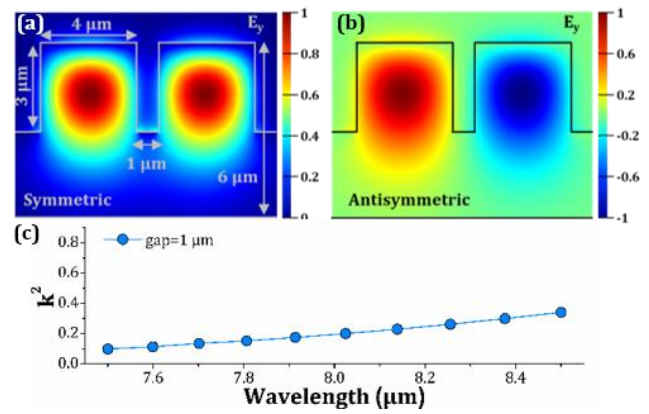 (a)
4 μm
E_y
3 μm
1 μm
6 μm
Symmetric
1
0.8
0.6
0.4
0.2
0
(b)
E_y
Antisymmetric
1
0.6
0.2
-0.2
-0.6
-1
(c)
gap=1 μm
k²
0.8
0.6
0.4
0.2
0.0
7.6 7.8 8.0 8.2 8.4
Wavelength (μm)